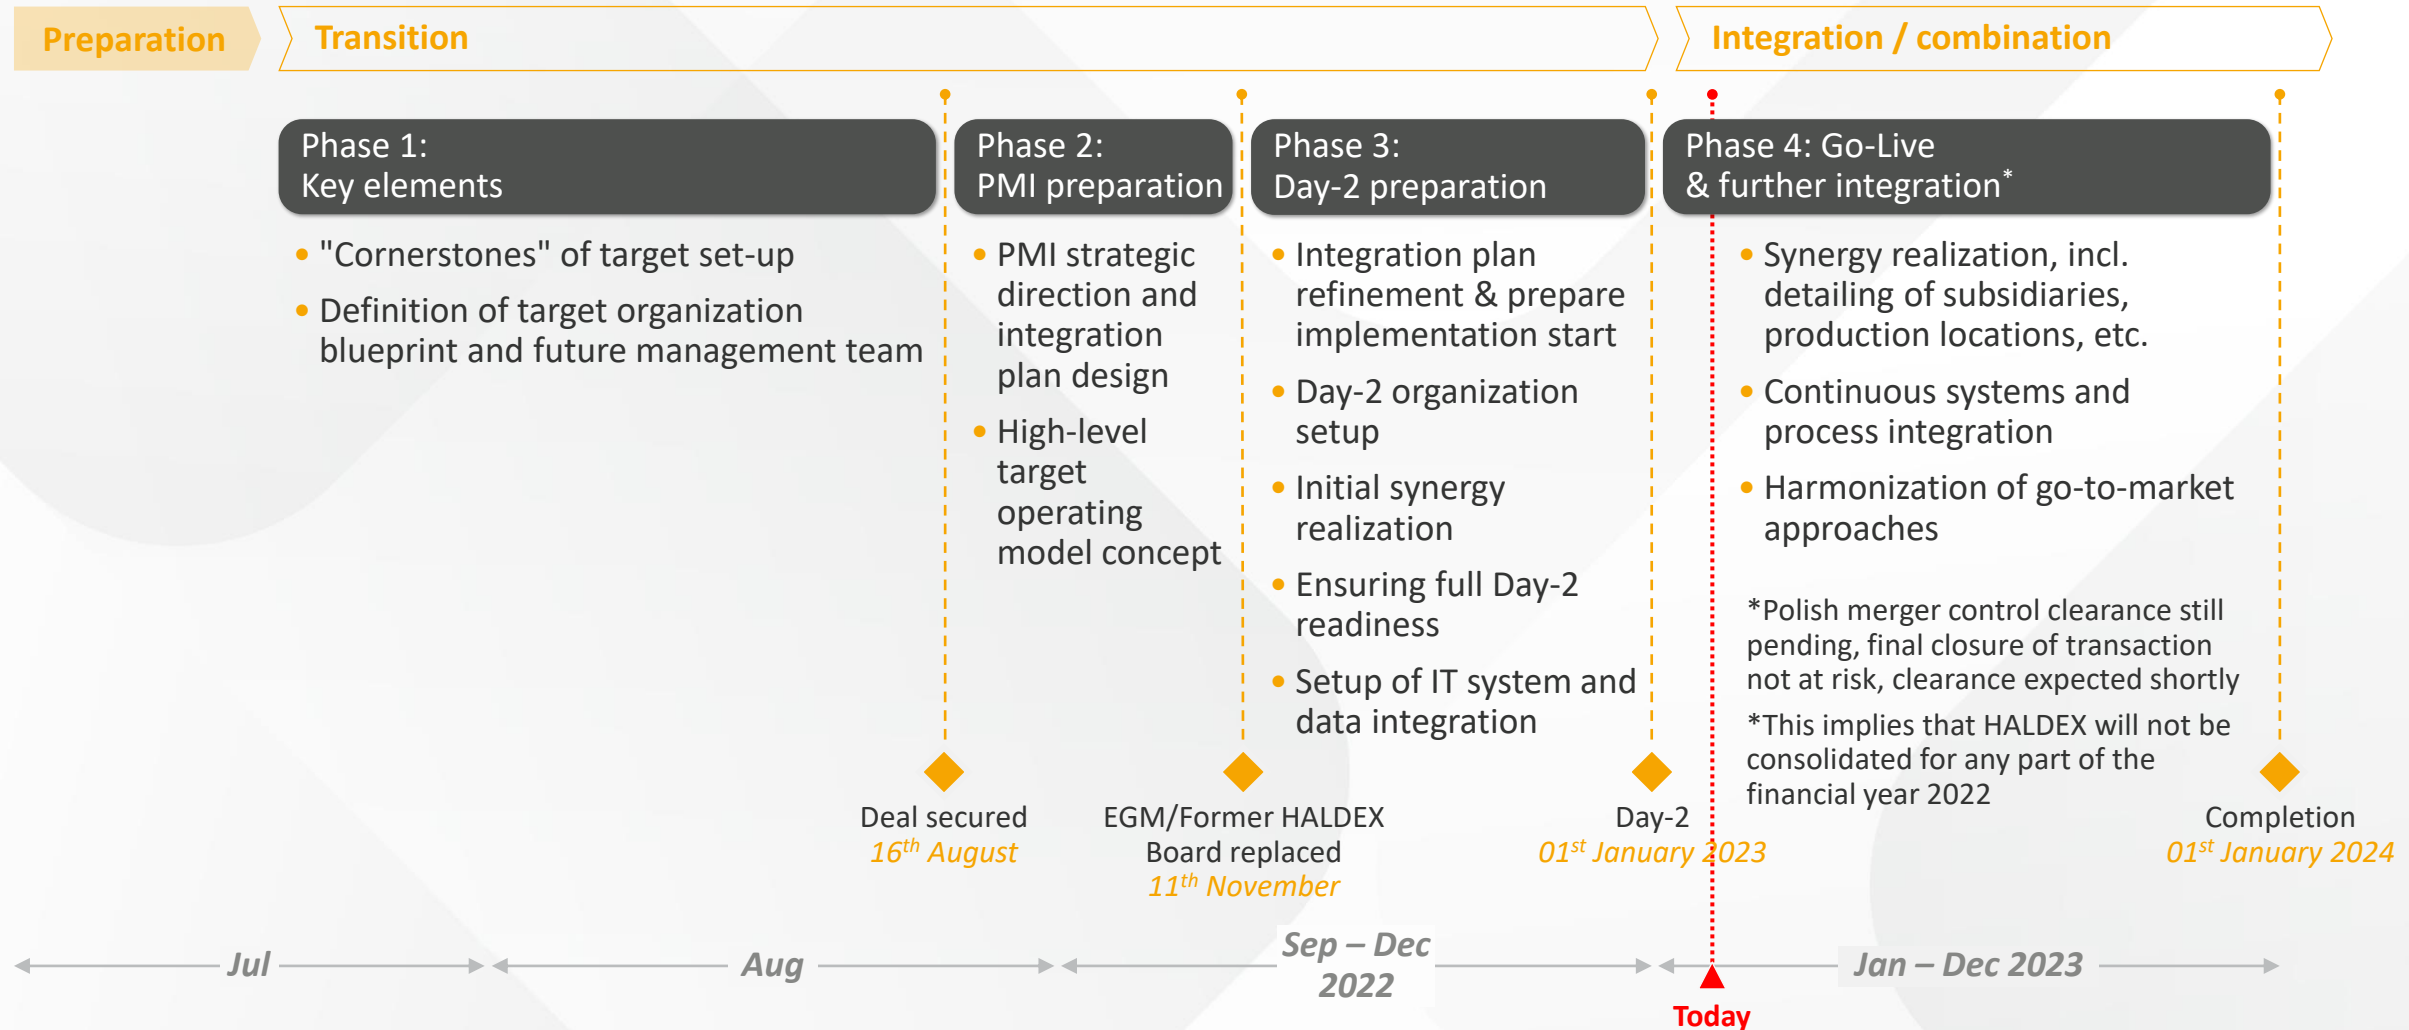 Preparation
Transition
Integration / combination
Phase 1:
Key elements
"Cornerstones" of target set-up
Definition of target organization
blueprint and future management team
Phase 2:
PMI preparation
PMI strategic
direction and
integration
plan design
High-level
target
operating
model concept
Phase 3:
Day-2 preparation
Integration plan
refinement & prepare
implementation start
Day-2 organization
setup
Initial synergy
realization
Ensuring full Day-2
readiness
Setup of IT system and
data integration
Phase 4: Go-Live
& further integration*
Synergy realization, incl.
detailing of subsidiaries,
production locations, etc.
Continuous systems and
process integration
Harmonization of go-to-market
approaches
*Polish merger control clearance still
pending, final closure of transaction
not at risk, clearance expected shortly
*This implies that HALDEX will not be
consolidated for any part of the
financial year 2022
Deal secured
16th August
EGM/Former HALDEX
Board replaced
11th November
Day-2
01st January 2023
Completion
01st January 2024
Jul
Aug
Sep – Dec
2022
Jan – Dec 2023
Today